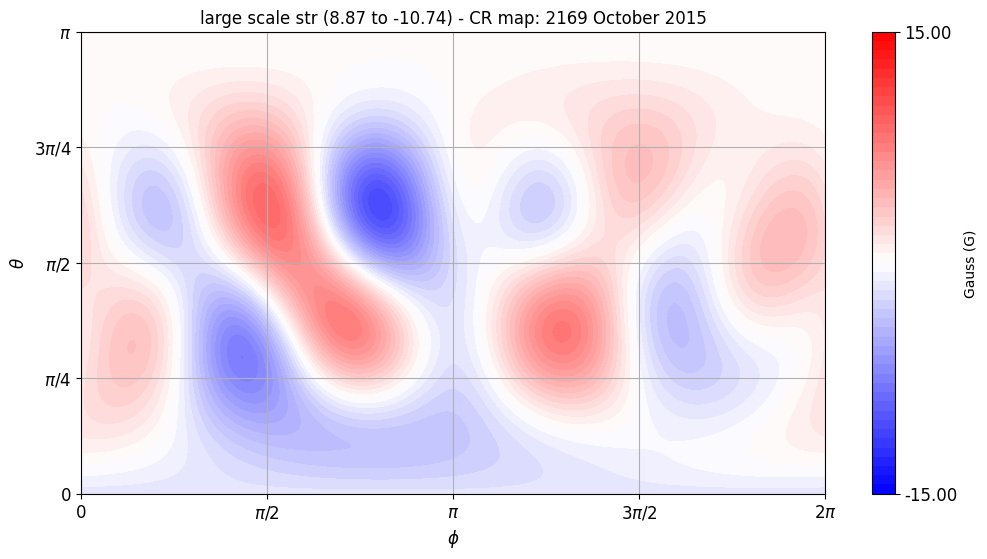 large scale str (8.87 to -10.74) - CR map: 2169 October 2015
π
3π/4
π/2
π/4
0
θ
0
π/2
π
3π/2
2π
ϕ
15.00
-15.00
Gauss (G)